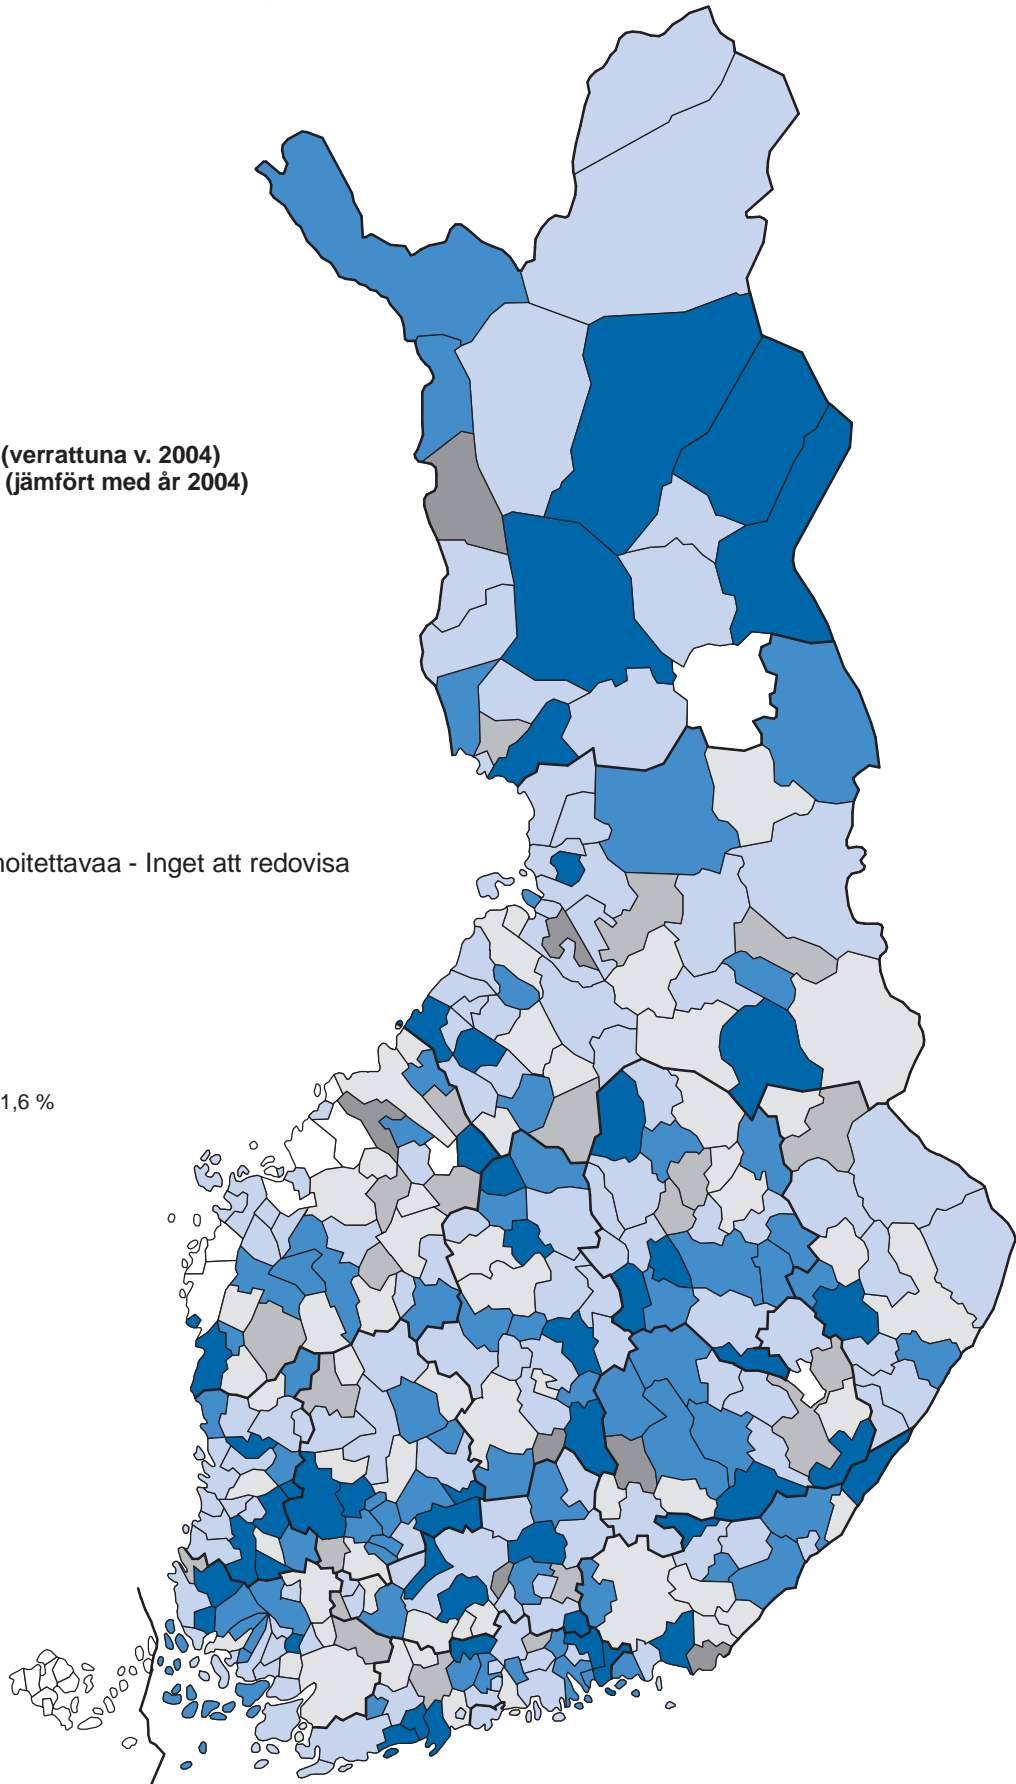 (verrattuna v. 2004)
(jämfört med år 2004)
noitettavaa - Inget att redovisa
1,6 %